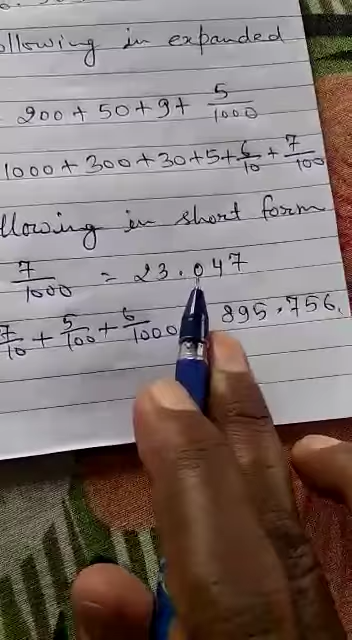 ollowing in expanded
200 + 50 + 9 + 5/1000
1000 + 300 + 30 + 5 + 6/10 + 7/100
llowing in short form
7/1000 = 23.047
7/10 + 5/100 + 6/1000 895.756.